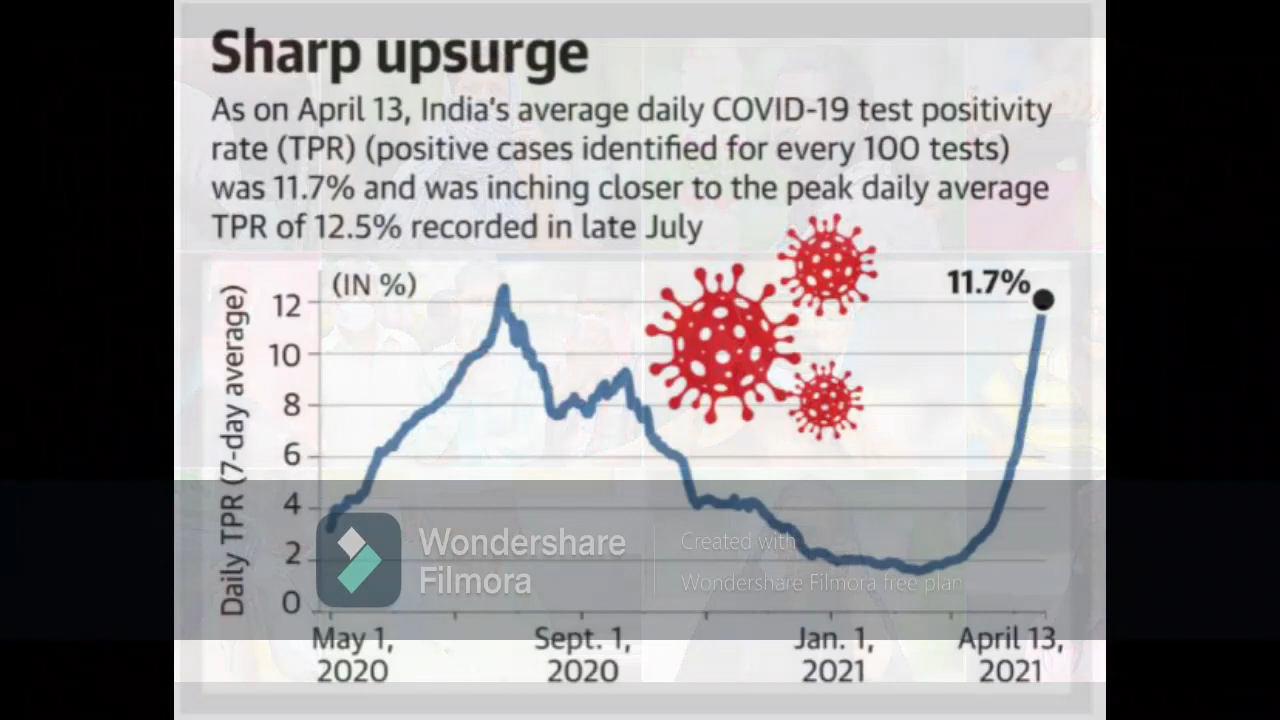 Sharp upsurge
As on April 13, India's average daily COVID-19 test positivity
rate (TPR) (positive cases identified for every 100 tests)
was 11.7% and was inching closer to the peak daily average
TPR of 12.5% recorded in late July
(IN %)
11.7%
Daily TPR (7-day average)
12
10
8
6
4
2
0
May 1,
2020
Sept. 1,
2020
Jan. 1,
2021
April 13,
2021
Wondershare
Filmora
Created with
Wondershare Filmora free plan